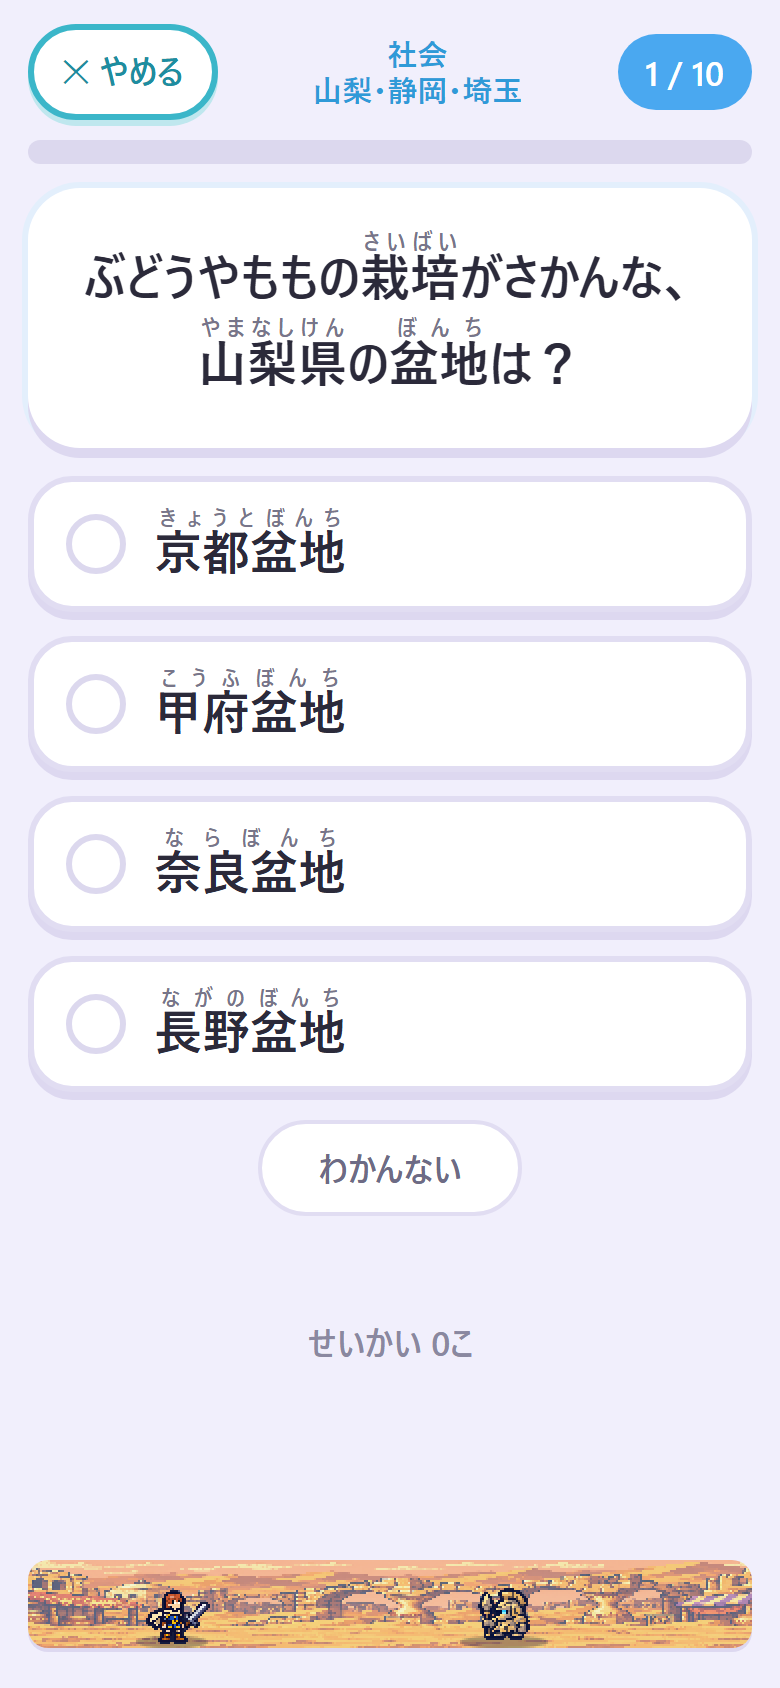 × やめる
社会
山梨・静岡・埼玉
1 / 10
さいばい
ぶどうやももの栽培がさかんな、
やまなしけん ぼんち
山梨県の盆地は？
きょうとぼんち
京都盆地
こうふぼんち
甲府盆地
ならぼんち
奈良盆地
ながのぼんち
長野盆地
わかんない
せいかい 0こ